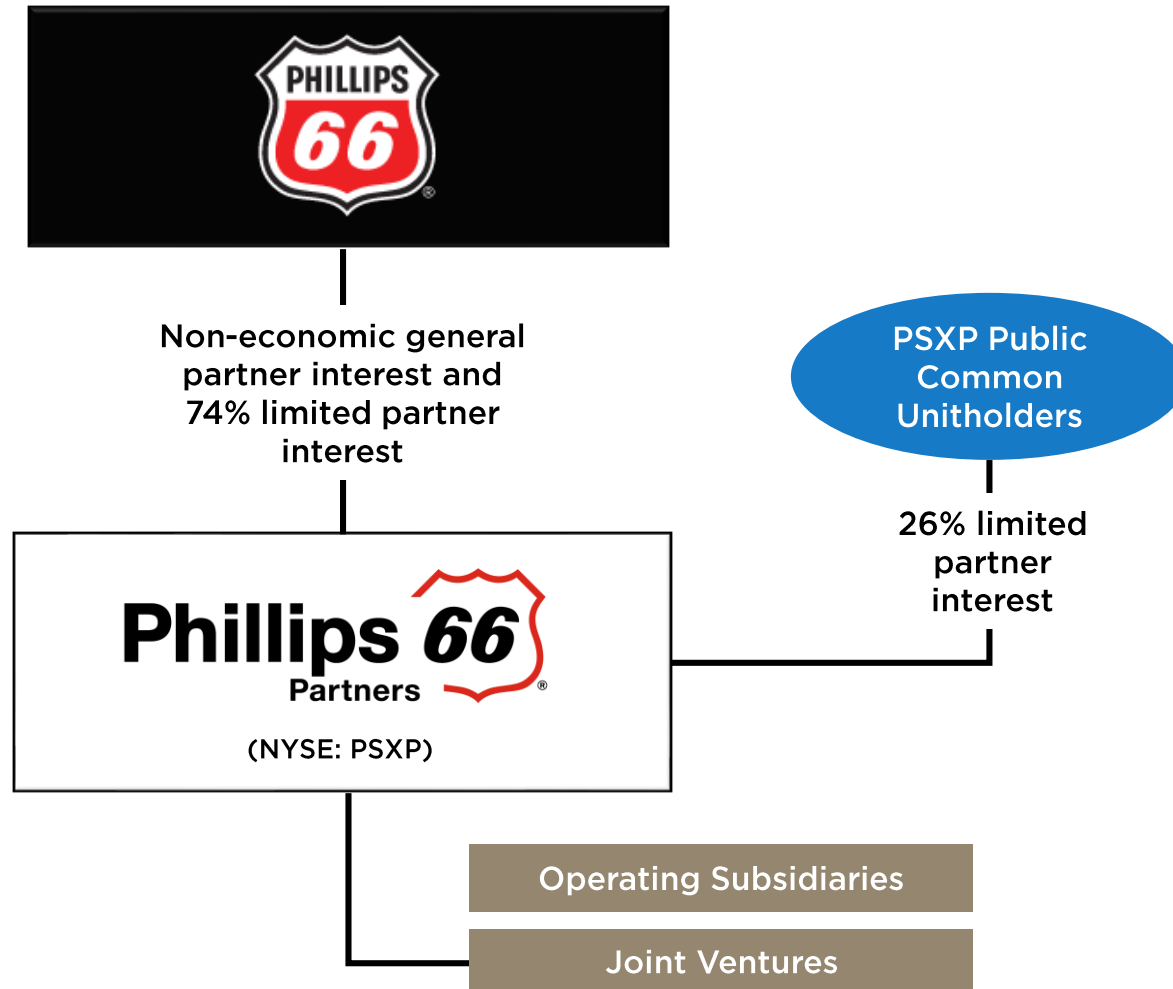 PHILLIPS
66
®
Non-economic general
partner interest and
74% limited partner
interest
PSXP Public
Common
Unitholders
26% limited
partner
interest
Phillips 66
Partners
®
(NYSE: PSXP)
Operating Subsidiaries
Joint Ventures